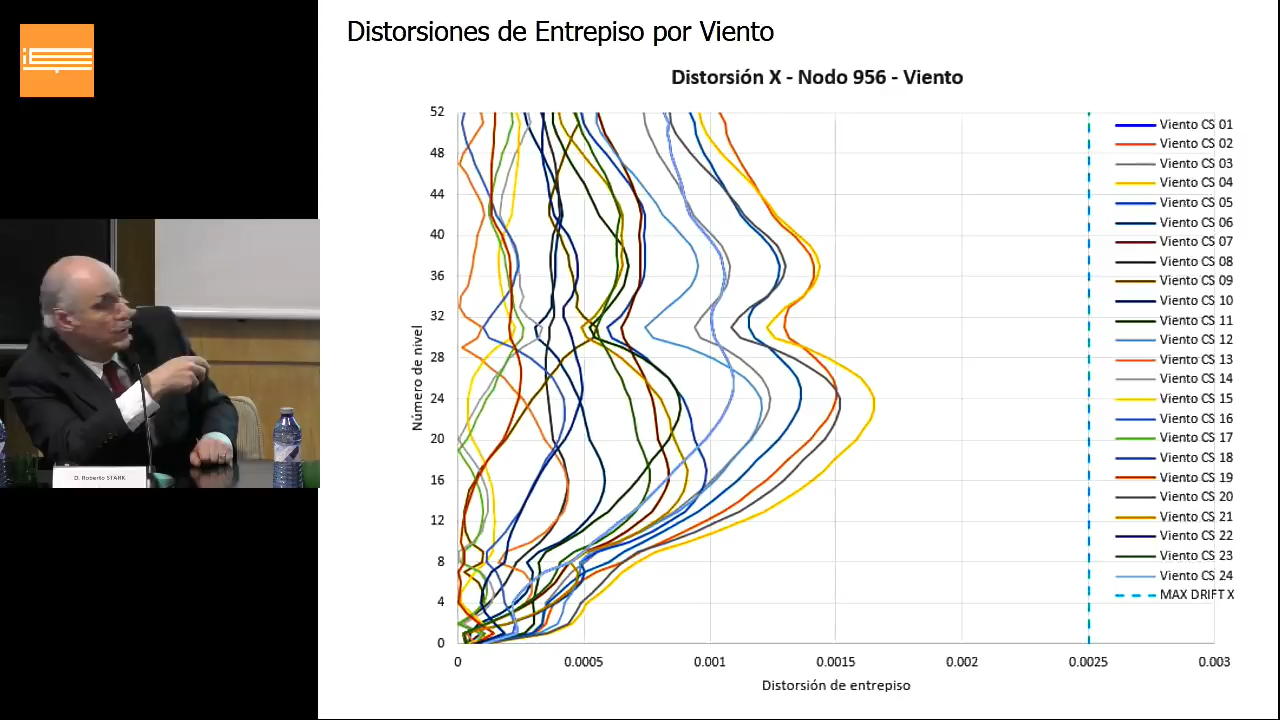 Distorsiones de Entrepiso por Viento
Distorsión X - Nodo 956 - Viento
52
48
44
40
36
32
28
24
20
16
12
8
4
0
Número de nivel
0
0.0005
0.001
0.0015
0.002
0.0025
0.003
Distorsión de entrepiso
Viento CS 01
Viento CS 02
Viento CS 03
Viento CS 04
Viento CS 05
Viento CS 06
Viento CS 07
Viento CS 08
Viento CS 09
Viento CS 10
Viento CS 11
Viento CS 12
Viento CS 13
Viento CS 14
Viento CS 15
Viento CS 16
Viento CS 17
Viento CS 18
Viento CS 19
Viento CS 20
Viento CS 21
Viento CS 22
Viento CS 23
Viento CS 24
MAX DRIFT X
D. Roberto STARK